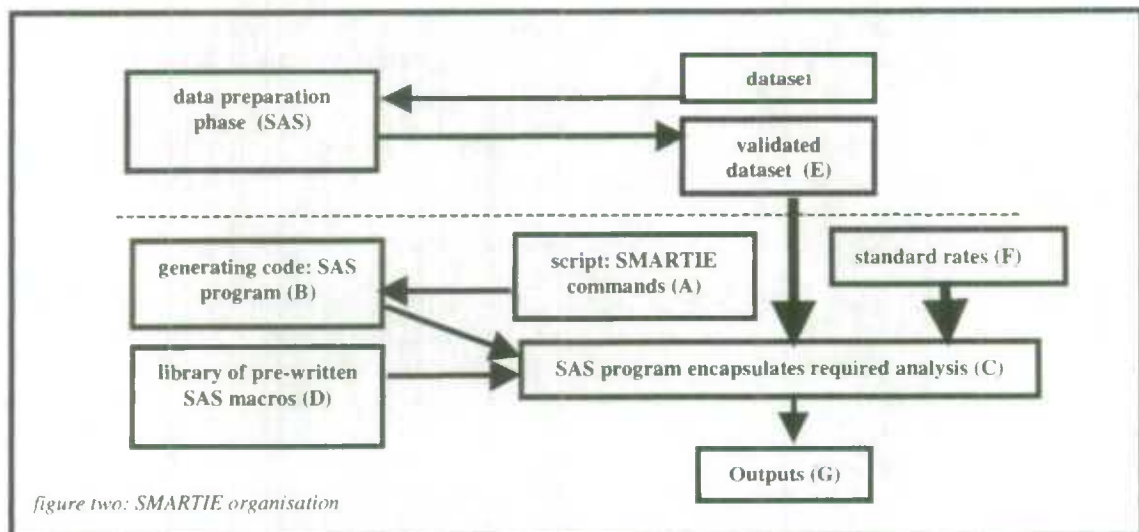 dataset
data preparation
phase (SAS)
validated
dataset (E)
generating code: SAS
program (B)
script: SMARTIE
commands (A)
standard rates (F)
library of pre-written
SAS macros (D)
SAS program encapsulates required analysis (C)
Outputs (G)
figure two: SMARTIE organisation